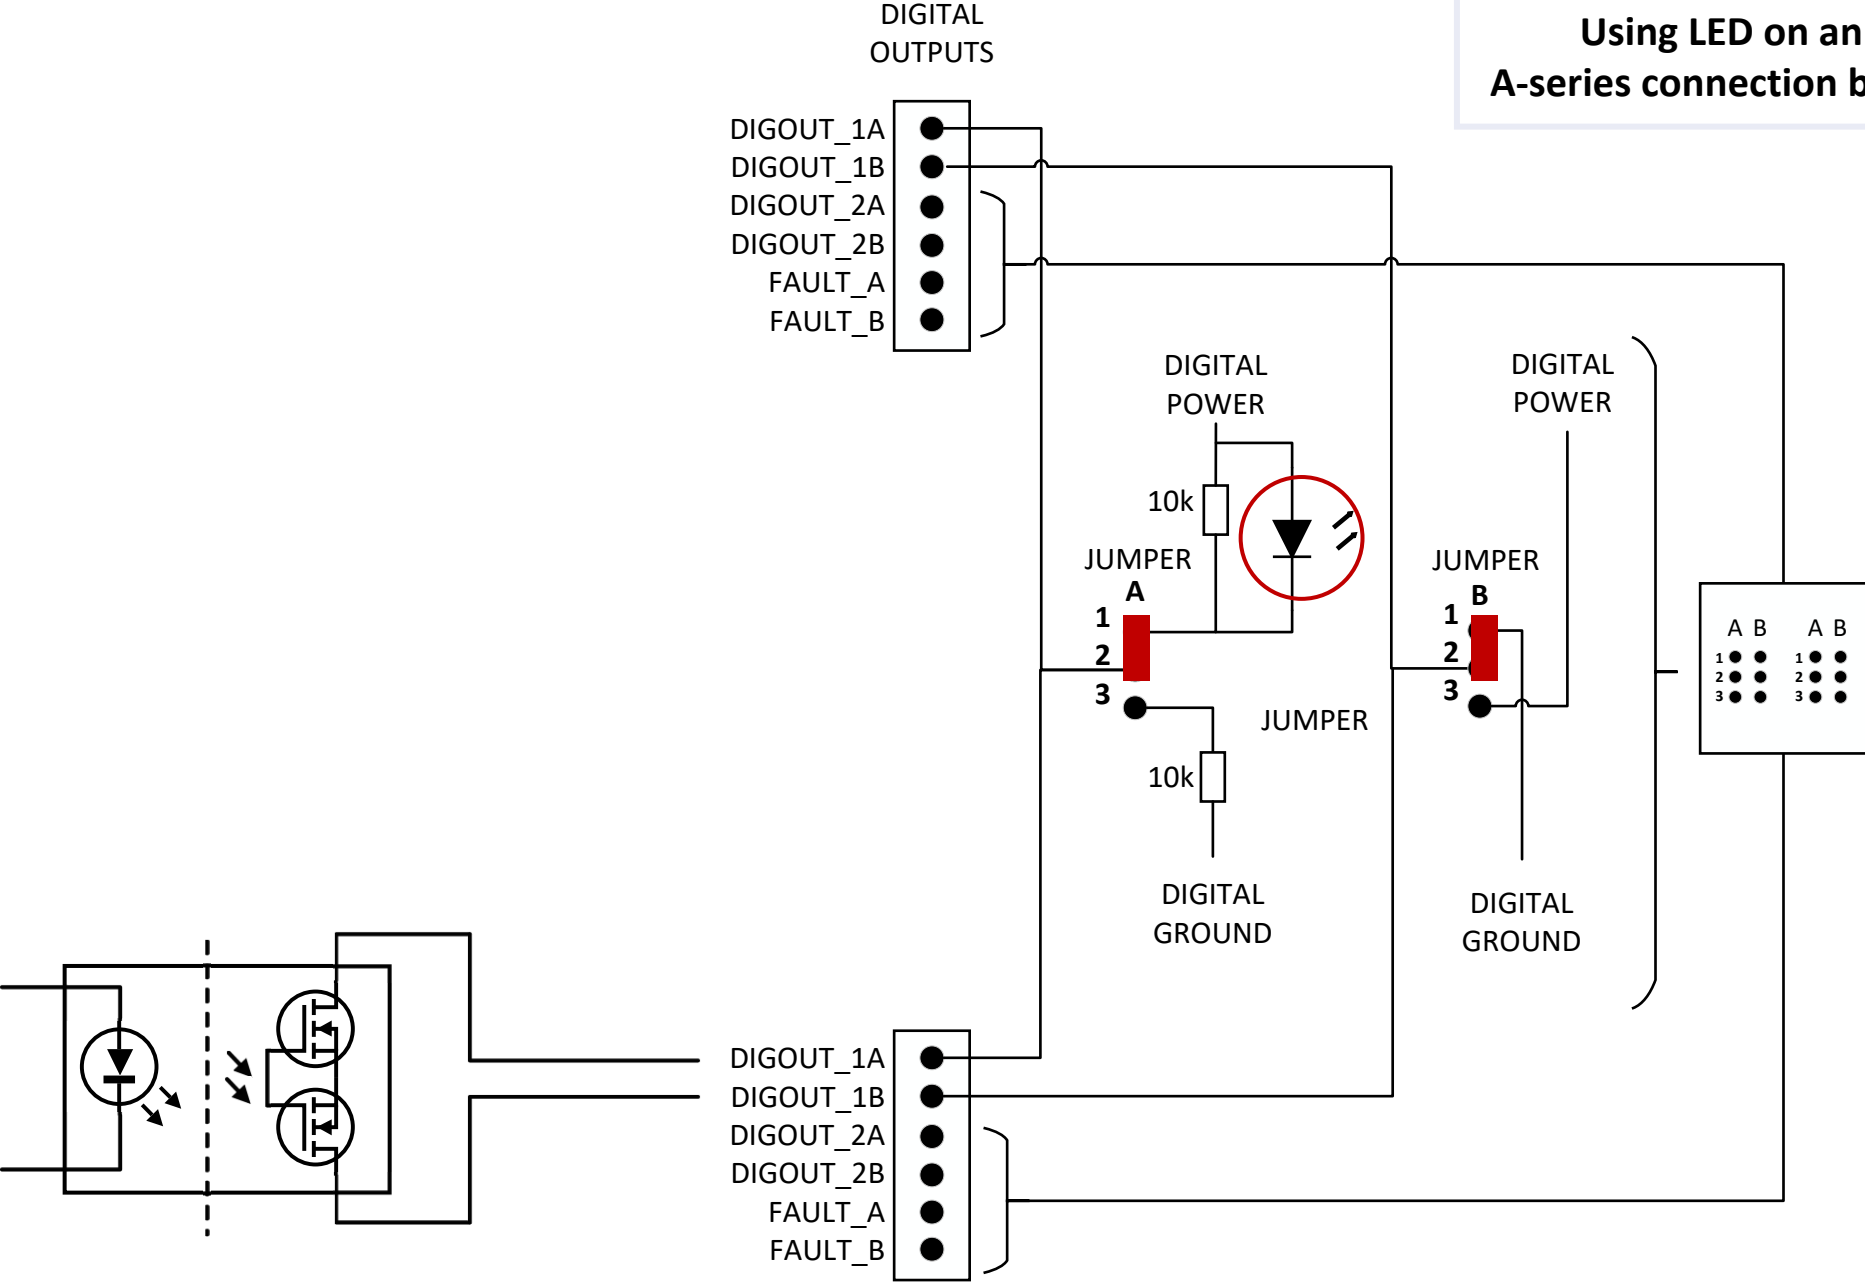 DIGITAL
OUTPUTS
Using LED on an
A-series connection b
DIGOUT_1A
DIGOUT_1B
DIGOUT_2A
DIGOUT_2B
FAULT_A
FAULT_B
DIGITAL
POWER
DIGITAL
POWER
10k
JUMPER
A
1
2
3
JUMPER
B
1
2
3
JUMPER
10k
A B A B
1 1
2 2
3 3
DIGITAL
GROUND
DIGITAL
GROUND
DIGOUT_1A
DIGOUT_1B
DIGOUT_2A
DIGOUT_2B
FAULT_A
FAULT_B